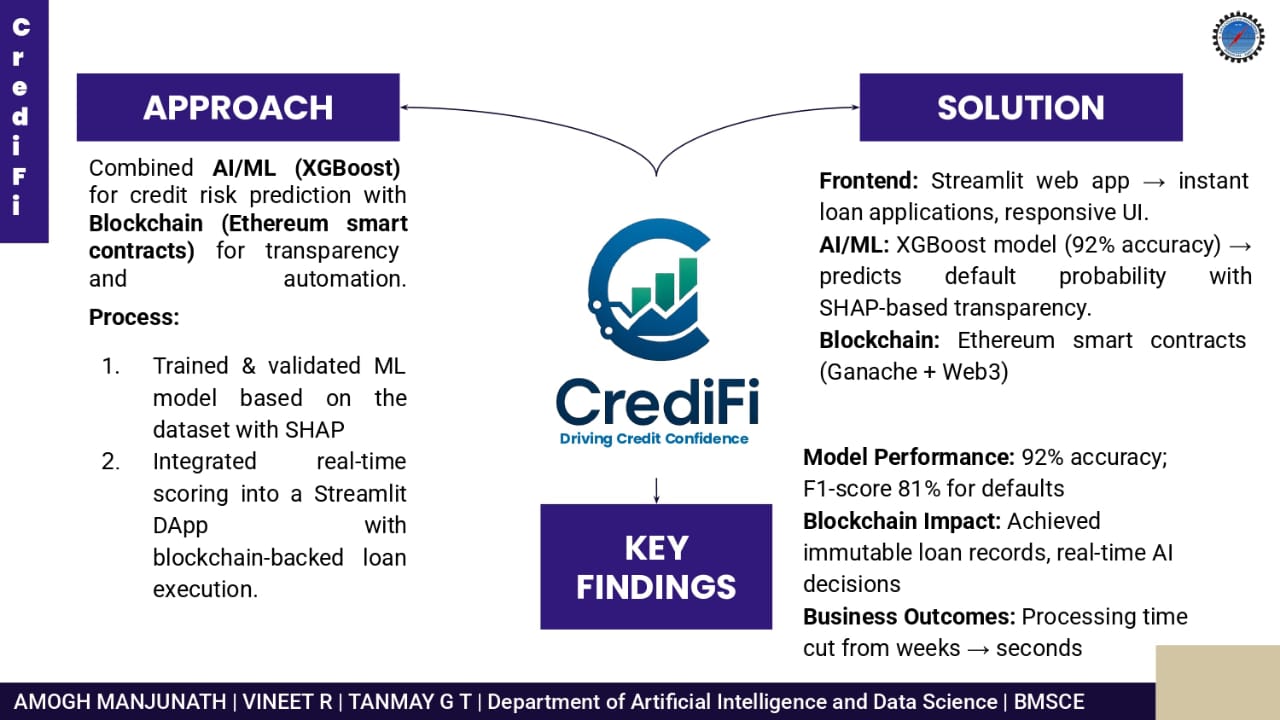 CrediFi
APPROACH
Combined AI/ML (XGBoost)
for credit risk prediction with
Blockchain (Ethereum smart
contracts) for transparency
and automation.
Process:
1. Trained & validated ML
model based on the
dataset with SHAP
2. Integrated real-time
scoring into a Streamlit
DApp with
blockchain-backed loan
execution.
CrediFi
Driving Credit Confidence
SOLUTION
Frontend: Streamlit web app → instant
loan applications, responsive UI.
AI/ML: XGBoost model (92% accuracy) →
predicts default probability with
SHAP-based transparency.
Blockchain: Ethereum smart contracts
(Ganache + Web3)
KEY
FINDINGS
Model Performance: 92% accuracy;
F1-score 81% for defaults
Blockchain Impact: Achieved
immutable loan records, real-time AI
decisions
Business Outcomes: Processing time
cut from weeks → seconds
AMOGH MANJUNATH | VINEET R | TANMAY G T | Department of Artificial Intelligence and Data Science | BMSCE